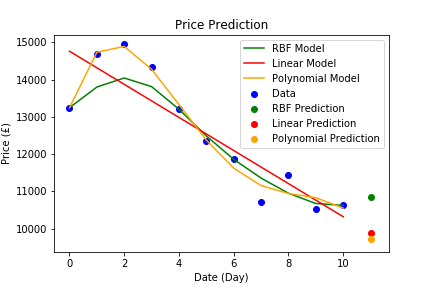 Price Prediction
15000
14000
13000
12000
11000
10000
Price (£)
0
2
4
6
8
10
Date (Day)
RBF Model
Linear Model
Polynomial Model
Data
RBF Prediction
Linear Prediction
Polynomial Prediction